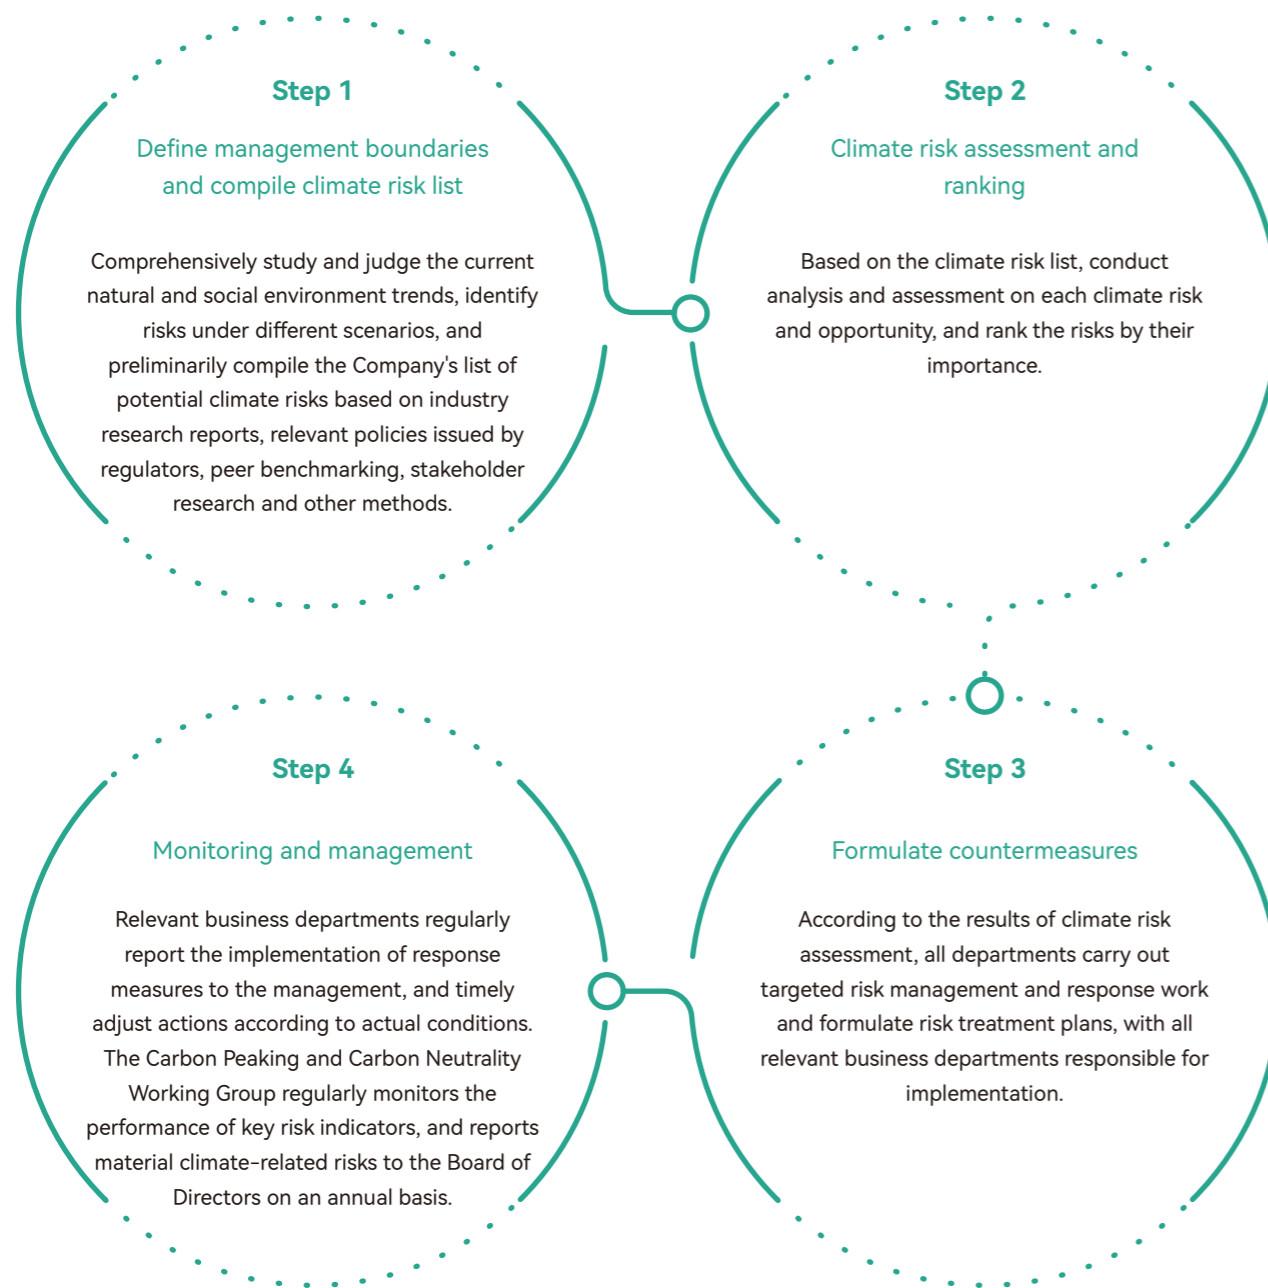 Step 1
Define management boundaries
and compile climate risk list
Comprehensively study and judge the current
natural and social environment trends, identify
risks under different scenarios, and
preliminarily compile the Company's list of
potential climate risks based on industry
research reports, relevant policies issued by
regulators, peer benchmarking, stakeholder
research and other methods.
Step 2
Climate risk assessment and
ranking
Based on the climate risk list, conduct
analysis and assessment on each climate risk
and opportunity, and rank the risks by their
importance.
Step 3
Formulate countermeasures
According to the results of climate risk
assessment, all departments carry out
targeted risk management and response work
and formulate risk treatment plans, with all
relevant business departments responsible for
implementation.
Step 4
Monitoring and management
Relevant business departments regularly
report the implementation of response
measures to the management, and timely
adjust actions according to actual conditions.
The Carbon Peaking and Carbon Neutrality
Working Group regularly monitors the
performance of key risk indicators, and reports
material climate-related risks to the Board of
Directors on an annual basis.